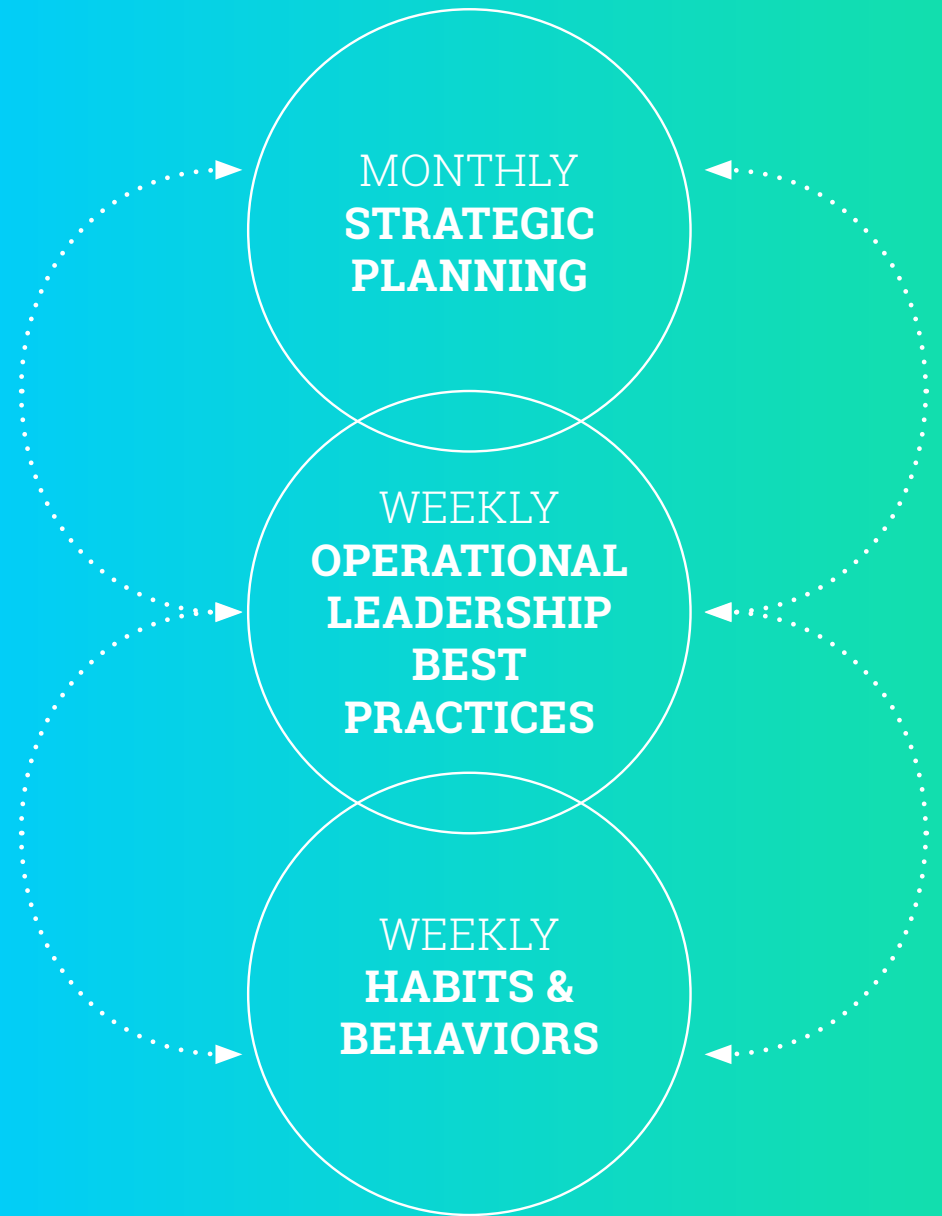 MONTHLY
STRATEGIC
PLANNING
WEEKLY
OPERATIONAL
LEADERSHIP
BEST
PRACTICES
WEEKLY
HABITS &
BEHAVIORS